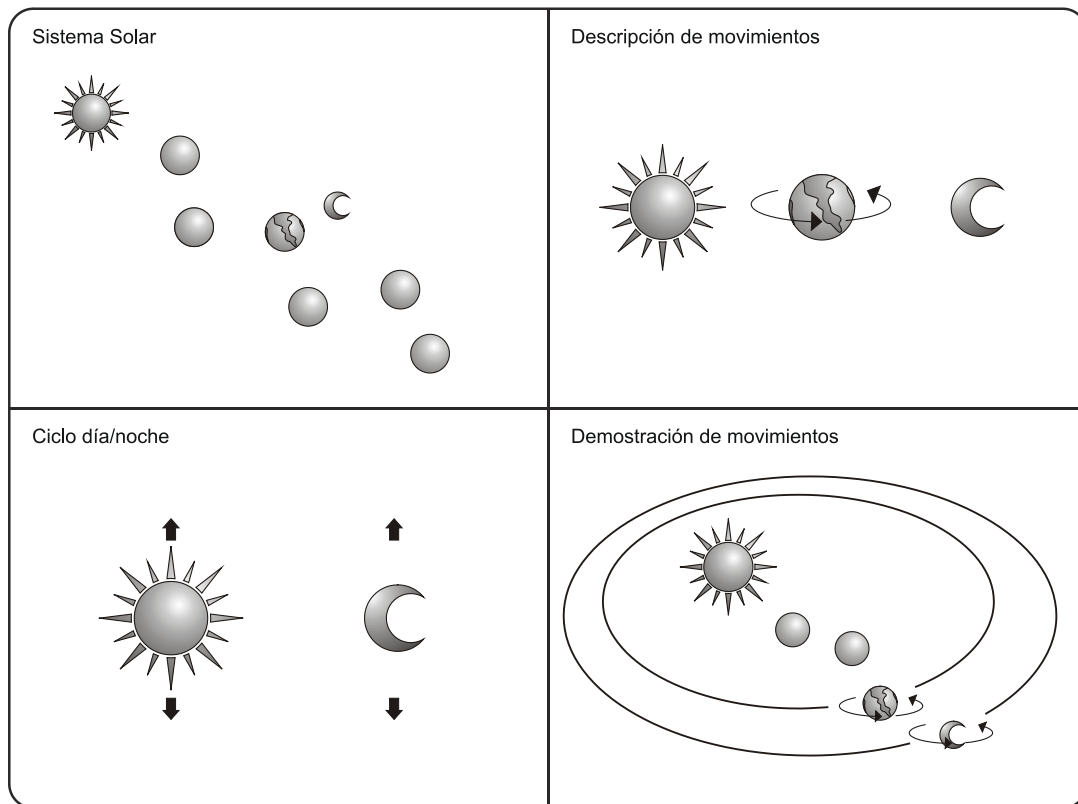 Sistema Solar
Descripción de movimientos
Ciclo día/noche
Demostración de movimientos